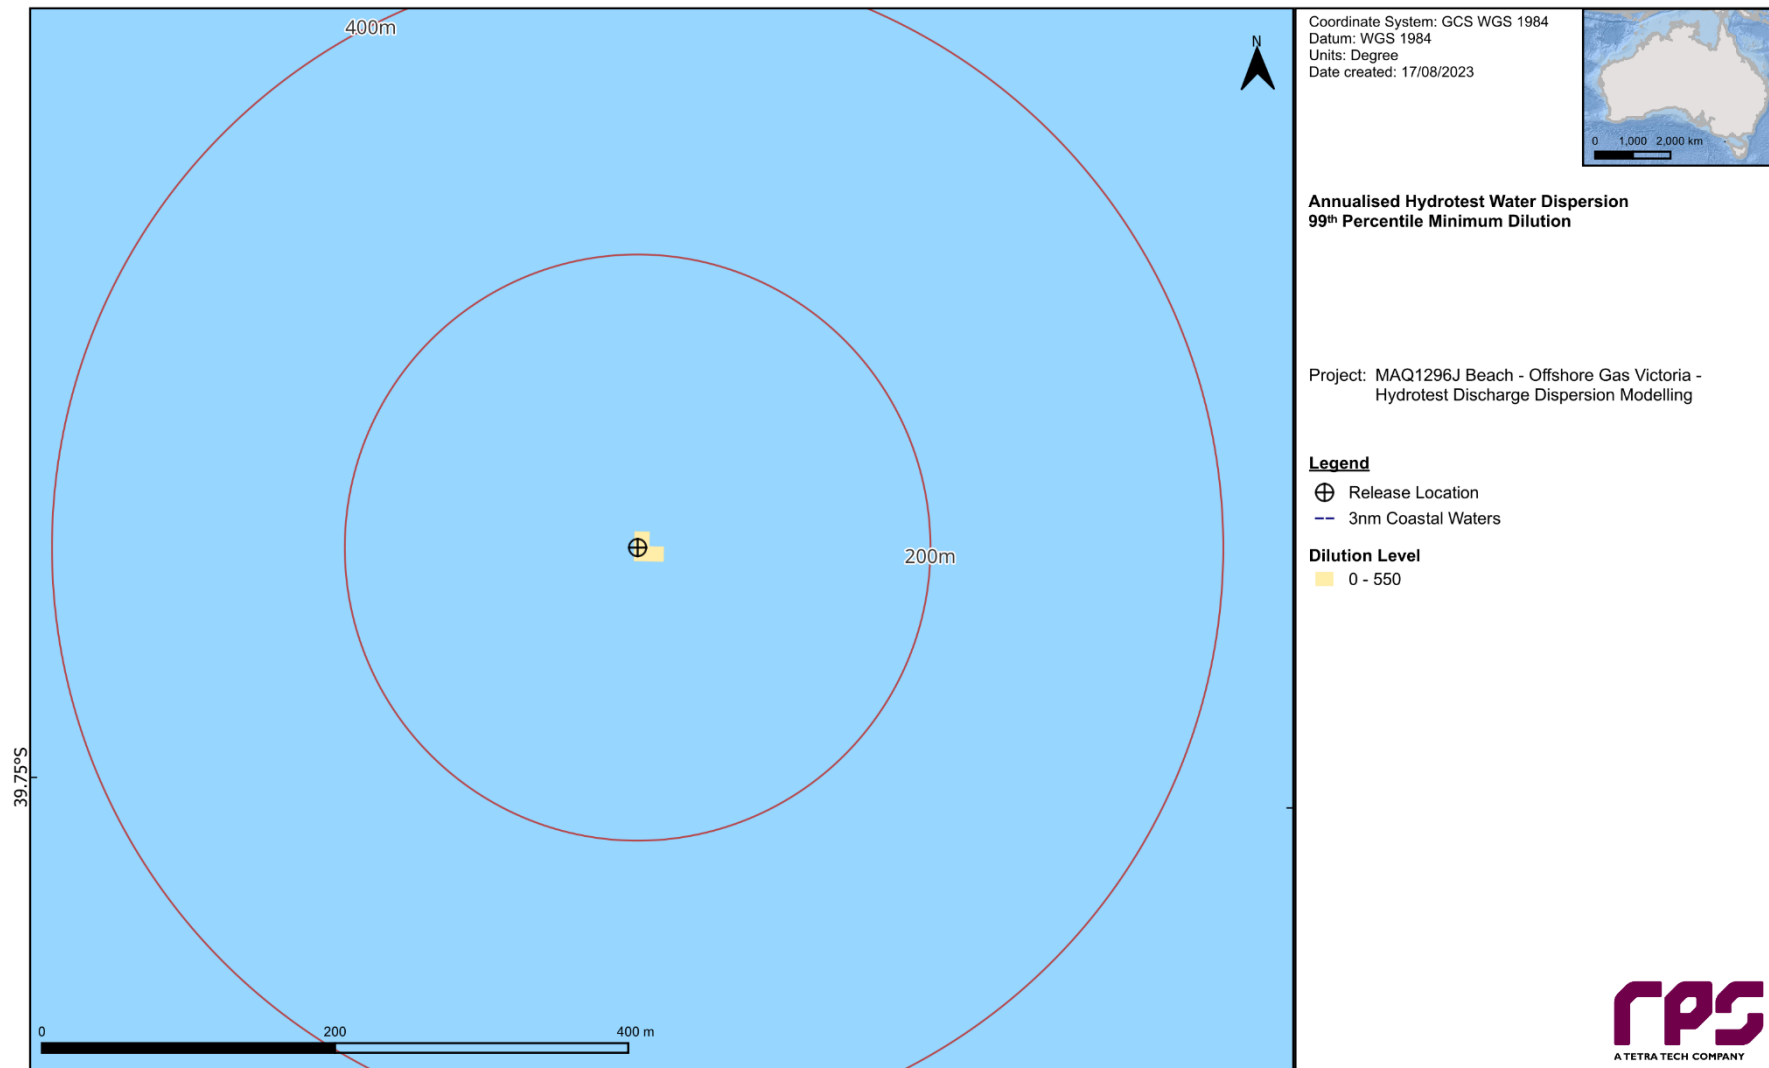 400m
N
200m
39.75°S
0 200 400 m
Coordinate System: GCS WGS 1984
Datum: WGS 1984
Units: Degree
Date created: 17/08/2023
0 1,000 2,000 km
Annualised Hydrotest Water Dispersion
99th Percentile Minimum Dilution
Project: MAQ1296J Beach - Offshore Gas Victoria -
Hydrotest Discharge Dispersion Modelling
Legend
Release Location
3nm Coastal Waters
Dilution Level
0 - 550
rps
A TETRA TECH COMPANY